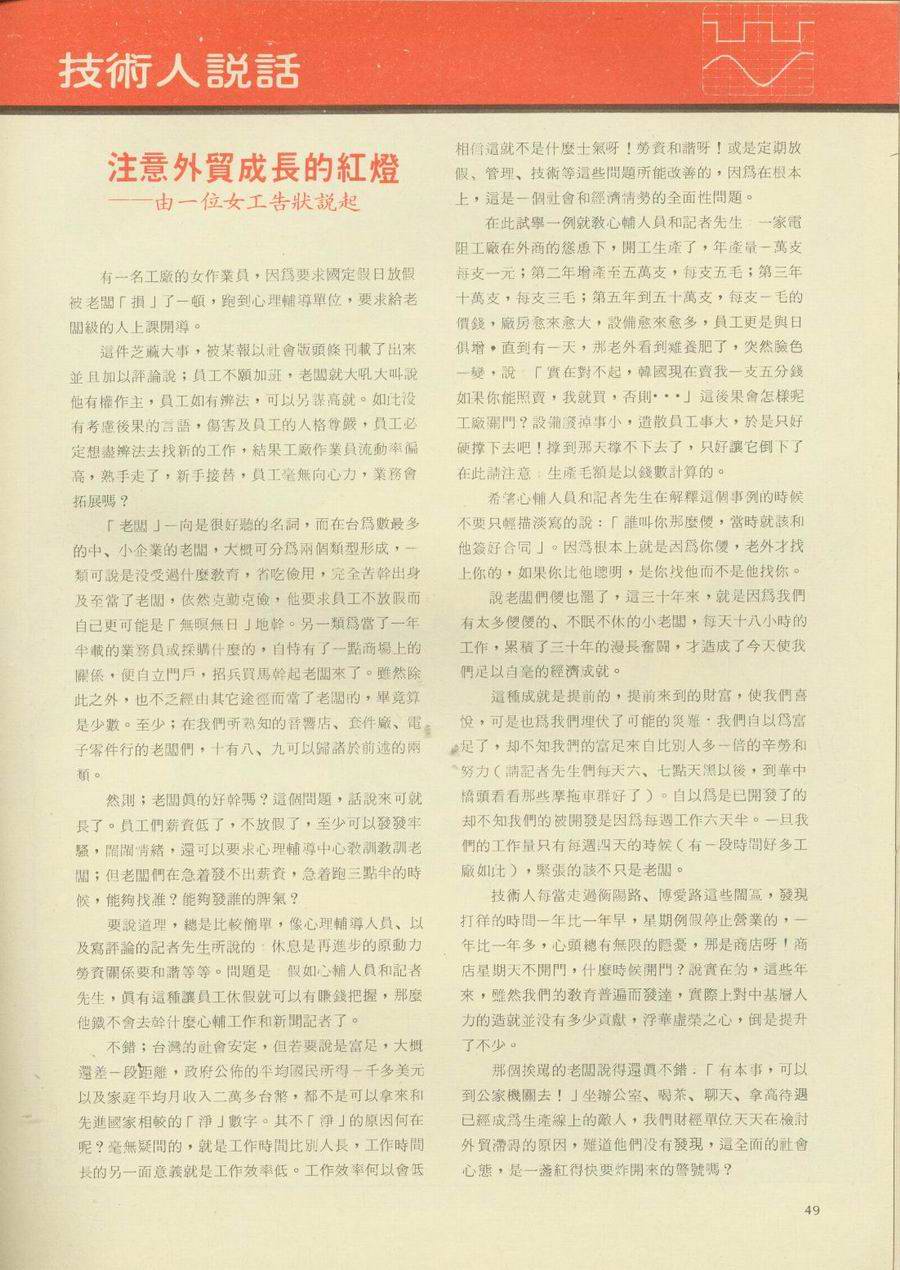 技術人說話
注意外貿成長的紅燈
——由一位女工告狀說起
有一名工廠的女作業員，因爲要求國定假日放假
被老闆「損」了一頓，跑到心理輔導單位，要求給老
闆級的人上課開導。
這件芝蔴大事，被某報以社會版頭條刊載了出來
並且加以評論說；員工不願加班，老闆就大吼大叫說
他有權作主，員工如有辦法，可以另謀高就。如此沒
有考慮後果的言語，傷害及員工的人格尊嚴，員工必
定想盡辦法去找新的工作，結果工廠作業員流動率偏
高，熟手走了，新手接替，員工毫無向心力，業務會
拓展嗎？
「老闆」一向是很好聽的名詞，而在台爲數最多
的中、小企業的老闆，大概可分爲兩個類型形成，一
類可說是没受過什麼教育，省吃儉用，完全苦幹出身
及至當了老闆，依然克勤克儉，他要求員工不放假而
自己更可能是「無暝無日」地幹。另一類爲當了一年
半載的業務員或採購什麼的，自恃有了一點商場上的
關係，便自立門戶，招兵買馬幹起老闆來了。雖然除
此之外，也不乏經由其它途徑而當了老闆的，畢竟算
是少數。至少；在我們所熟知的音響店、套件廠、電
子零件行的老闆們，十有八、九可以歸諸於前述的兩
類。
然則；老闆眞的好幹嗎？這個問題，話說來可就
長了。員工們薪資低了，不放假了，至少可以發發牢
騷，鬧鬧情緒，還可以要求心理輔導中心教訓教訓老
闆；但老闆們在急着發不出薪資，急着跑三點半的時
候，能夠找誰？能夠發誰的脾氣？
要說道理，總是比較簡單，像心理輔導人員、以
及寫評論的記者先生所說的：休息是再進步的原動力
勞資關係要和諧等等。問題是：假如心輔人員和記者
先生，眞有這種讓員工休假就可以有賺錢把握，那麼
他鐵不會去幹什麼心輔工作和新聞記者了。
不錯；台灣的社會安定，但若要說是富足，大概
還差一段距離，政府公佈的平均國民所得一千多美元
以及家庭平均月收入二萬多台幣，都不是可以拿來和
先進國家相較的「淨」數字。其不「淨」的原因何在
呢？毫無疑問的，就是工作時間比別人長，工作時間
長的另一面意義就是工作效率低。工作效率何以會低
相信這就不是什麼士氣呀！勞資和諧呀！或是定期放
假、管理、技術等這些問題所能改善的，因爲在根本
上，這是一個社會和經濟情勢的全面性問題。
在此試舉一例就教心輔人員和記者先生：一家電
阻工廠在外商的慫恿下，開工生產了，年產量一萬支
每支一元；第二年增產至五萬支，每支五毛；第三年
十萬支，每支三毛；第五年到五十萬支，每支一毛的
價錢，廠房愈來愈大，設備愈來愈多，員工更是與日
俱增，直到有一天，那老外看到雞養肥了，突然臉色
一變，說：「實在對不起，韓國現在賣我一支五分錢
如果你能照賣，我就買，否則・・・」這後果會怎樣呢
工廠關門？設備廢掉事小，遣散員工事大，於是只好
硬撐下去吧！撐到那天撐不下去了，只好讓它倒下了
在此請注意：生產毛額是以錢數計算的。
希望心輔人員和記者先生在解釋這個事例的時候
不要只輕描淡寫的說：「誰叫你那麼傻，當時就該和
他簽好合同」。因爲根本上就是因爲你傻，老外才找
上你的，如果你比他聰明，是你找他而不是他找你。
說老闆們傻也罷了，這三十年來，就是因爲我們
有太多傻傻的、不眠不休的小老闆，每天十八小時的
工作，累積了三十年的漫長奮鬪，才造成了今天使我
們足以自毫的經濟成就。
這種成就是提前的，提前來到的財富，使我們喜
悅，可是也爲我們埋伏了可能的災難．我們自以爲富
足了，却不知我們的富足來自比別人多一倍的辛勞和
努力（請記者先生們每天六、七點天黑以後，到華中
橋頭看看那些摩拖車群好了）。自以爲是已開發了的
却不知我們的被開發是因爲每週工作六天半。一旦我
們的工作量只有每週四天的時候（有一段時間好多工
廠如此），緊張的該不只是老闆。
技術人每當走過衡陽路、博愛路這些鬧區，發現
打烊的時間一年比一年早，星期例假停止營業的，一
年比一年多，心頭總有無限的隱憂，那是商店呀！商
店星期天不開門，什麼時候開門？說實在的，這些年
來，雖然我們的教育普遍而發達，實際上對中基層人
力的造就並没有多少貢獻，浮華虛榮之心，倒是提升
了不少。
那個挨罵的老闆說得還眞不錯：「有本事，可以
到公家機關去！」坐辦公室、喝茶、聊天、拿高待遇
已經成爲生產線上的敵人，我們財經單位天天在檢討
外貿滯碍的原因，難道他們没有發現，這全面的社會
心態，是一盞紅得快要炸開來的警號嗎？
49